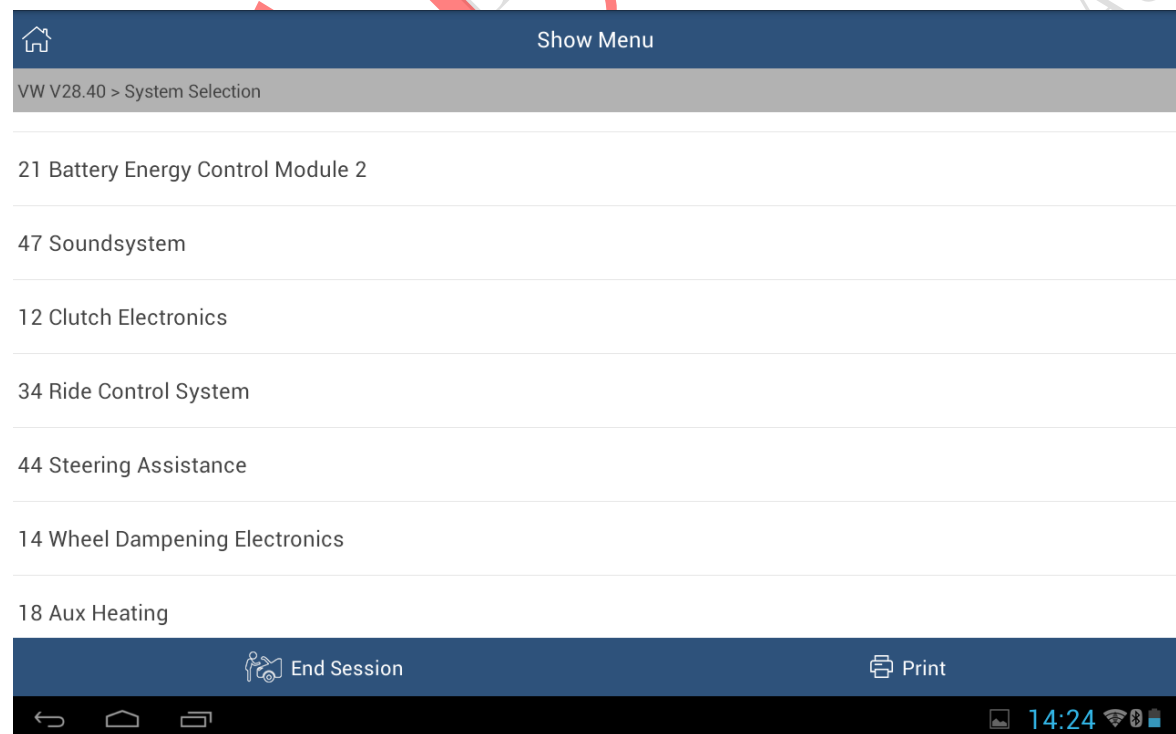 Show Menu
VW V28.40 > System Selection
21 Battery Energy Control Module 2
47 Soundsystem
12 Clutch Electronics
34 Ride Control System
44 Steering Assistance
14 Wheel Dampening Electronics
18 Aux Heating
End Session
Print
14:24